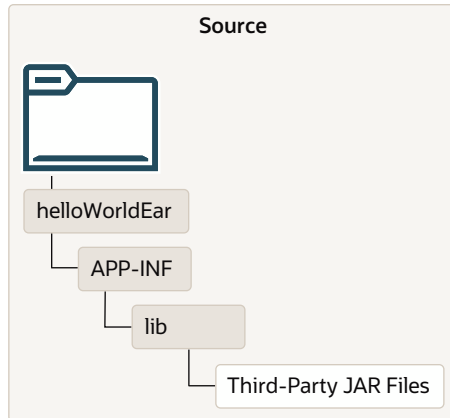 Source
helloWorldEar
APP-INF
lib
Third-Party JAR Files